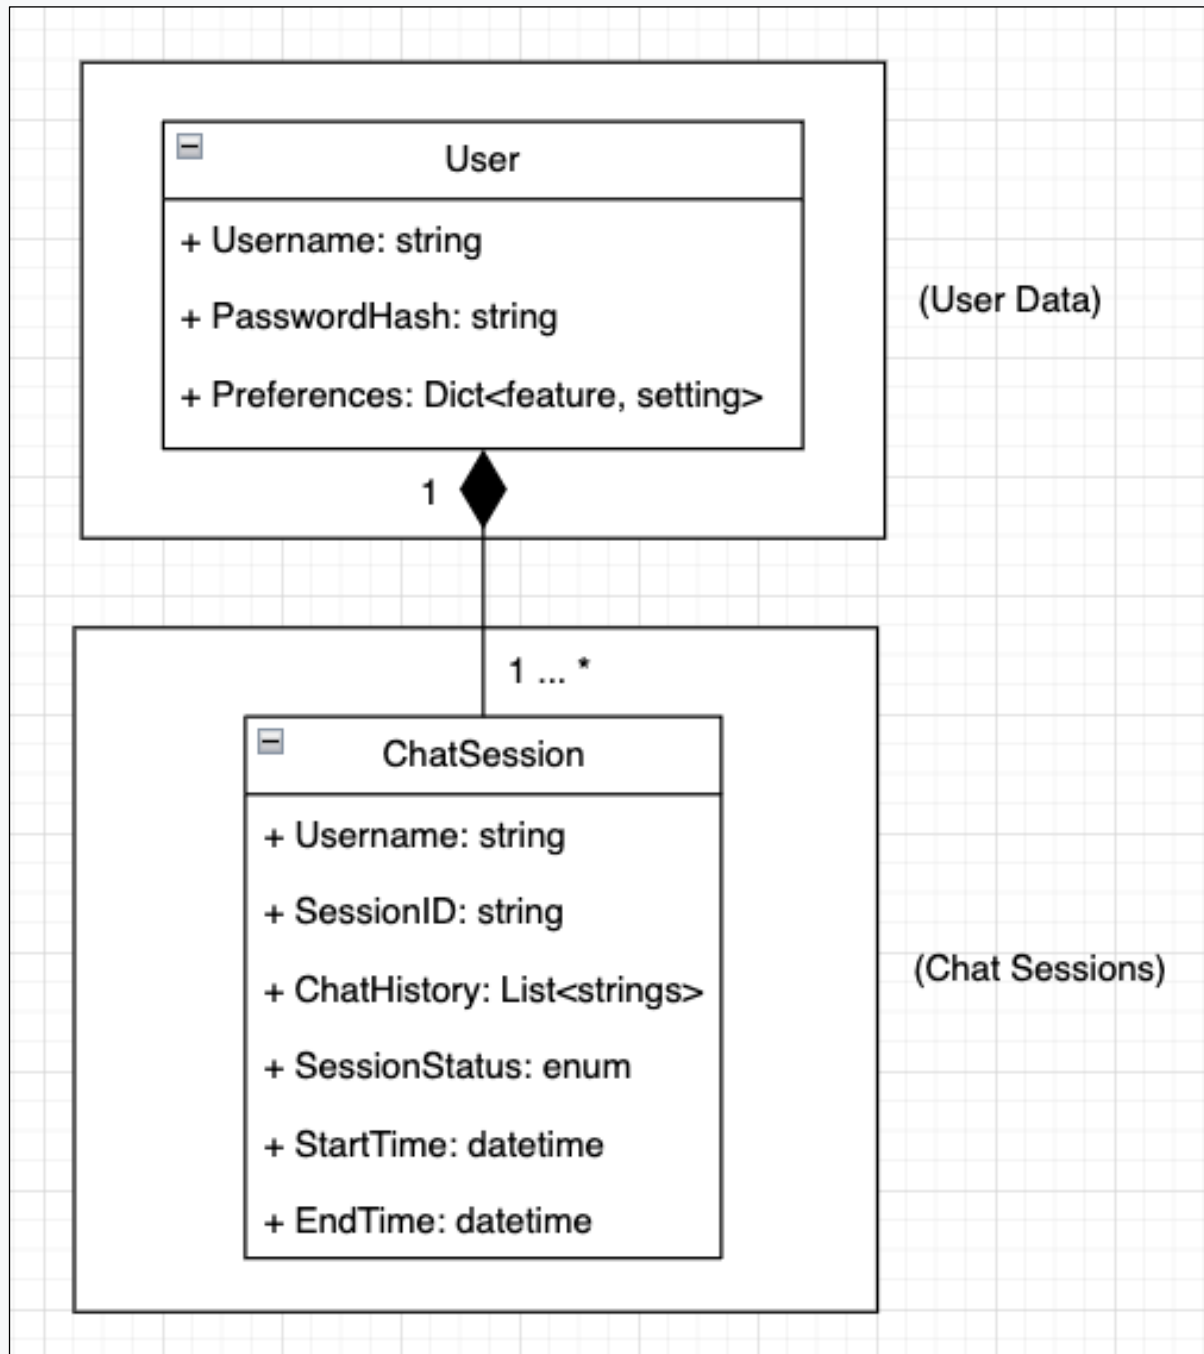 User
+ Username: string
+ PasswordHash: string
+ Preferences: Dict<feature, setting>
(User Data)
1
1 ... *
ChatSession
+ Username: string
+ SessionID: string
+ ChatHistory: List<strings>
+ SessionStatus: enum
+ StartTime: datetime
+ EndTime: datetime
(Chat Sessions)